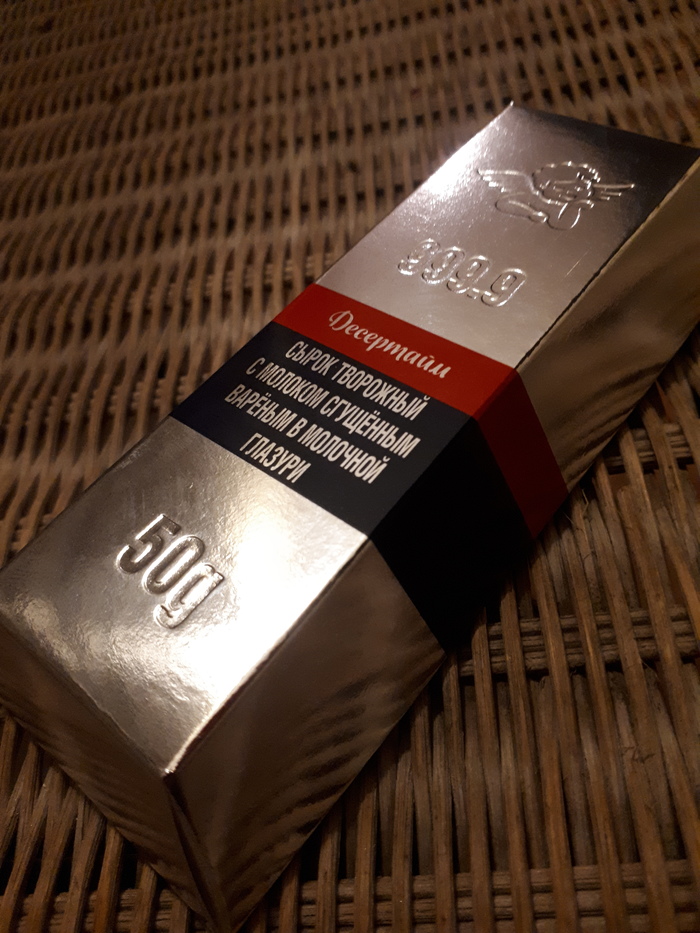 999.9
Десертайм
СЫРОК ТВОРОЖНЫЙ
С МОЛОКОМ СГУЩЁННЫМ
ВАРЁНЫМ В МОЛОЧНОЙ
ГЛАЗУРИ
50g